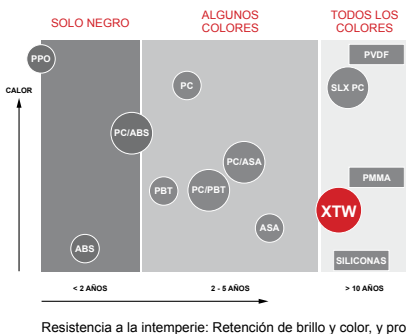 SOLO NEGRO
ALGUNOS
COLORES
TODOS LOS
COLORES
PPO
PVDF
PC
SLX PC
CALOR
PC/ABS
PC/ASA
PBT
PC/PBT
PMMA
XTW
ASA
ABS
SILICONAS
< 2 AÑOS
2 - 5 AÑOS
> 10 AÑOS
Resistencia a la intemperie: Retención de brillo y color, y pro